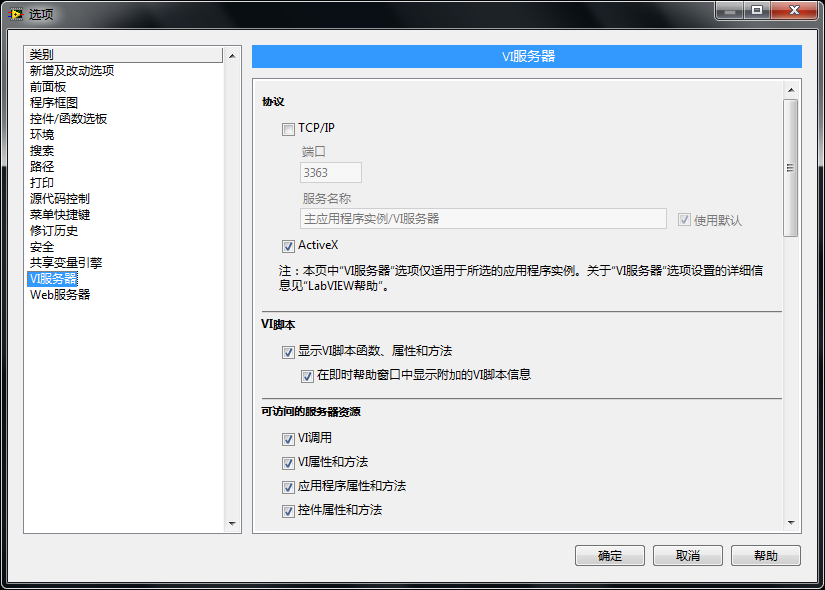 选项
类别
新增及改动选项
前面板
程序框图
控件/函数选板
环境
搜索
路径
打印
源代码控制
菜单快捷键
修订历史
安全
共享变量引擎
VI服务器
Web服务器
VI服务器
协议
TCP/IP
端口
3363
服务名称
主应用程序实例/VI服务器
使用默认
ActiveX
注：本页中“VI服务器”选项仅适用于所选的应用程序实例。关于“VI服务器”选项设置的详细信
息见“LabVIEW帮助”。
VI脚本
显示VI脚本函数、属性和方法
在即时帮助窗口中显示附加的VI脚本信息
可访问的服务器资源
VI调用
VI属性和方法
应用程序属性和方法
控件属性和方法
确定
取消
帮助